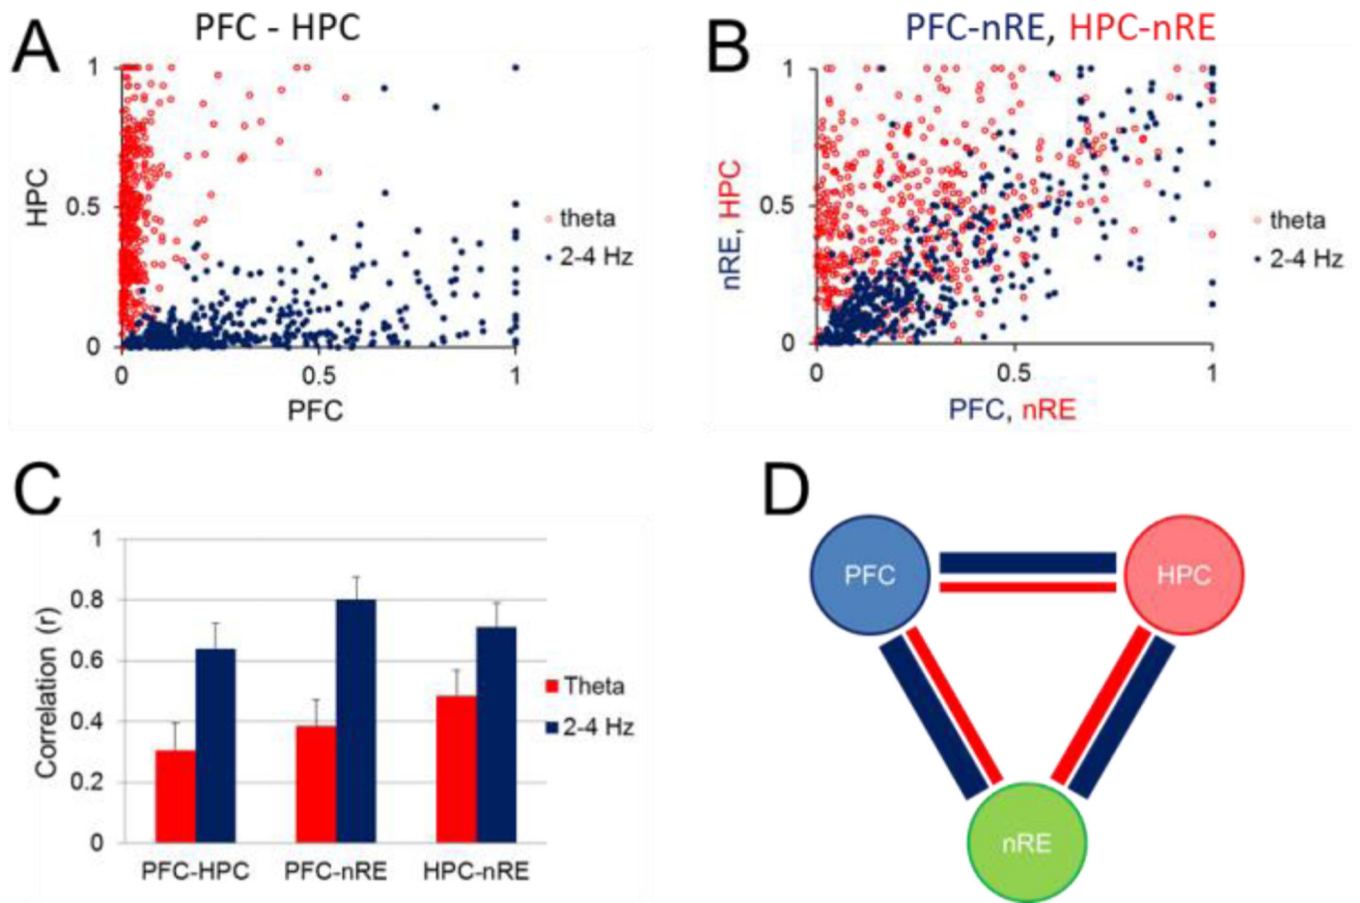 A
PFC - HPC
1
0.5
0
HPC
0
0.5
1
PFC
theta
2-4 Hz
B
PFC-nRE, HPC-nRE
1
0.5
0
nRE, HPC
0
0.5
1
PFC, nRE
theta
2-4 Hz
C
1
0.8
0.6
0.4
0.2
0
Correlation (r)
PFC-HPC
PFC-nRE
HPC-nRE
Theta
2-4 Hz
D
PFC
HPC
nRE